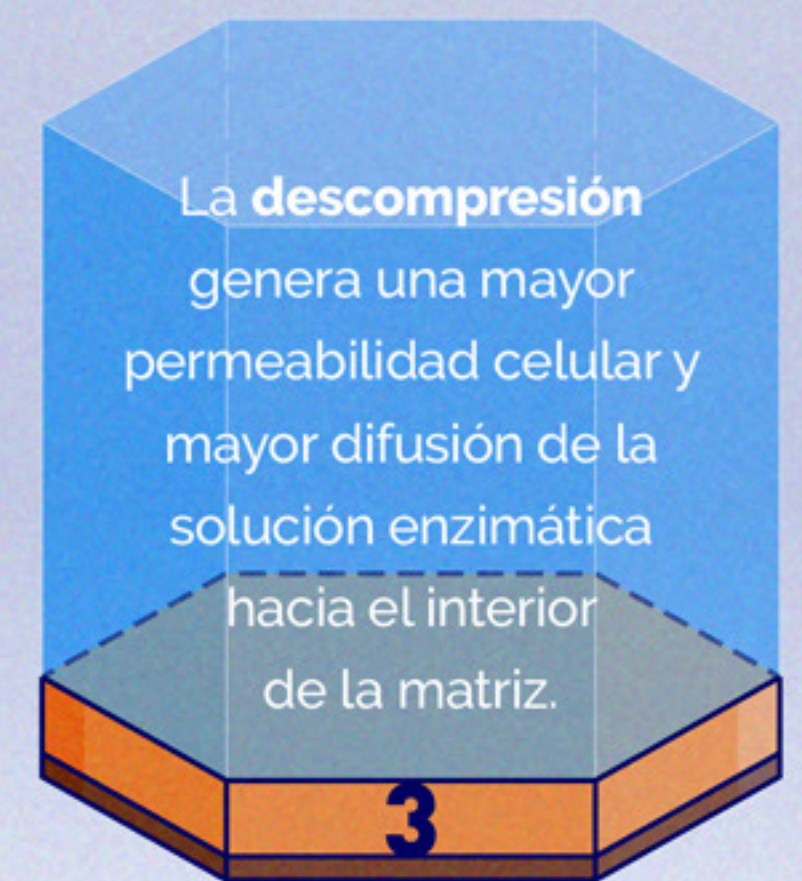 La descompresión
genera una mayor
permeabilidad celular y
mayor difusión de la
solución enzimática
hacia el interior
de la matriz.
3